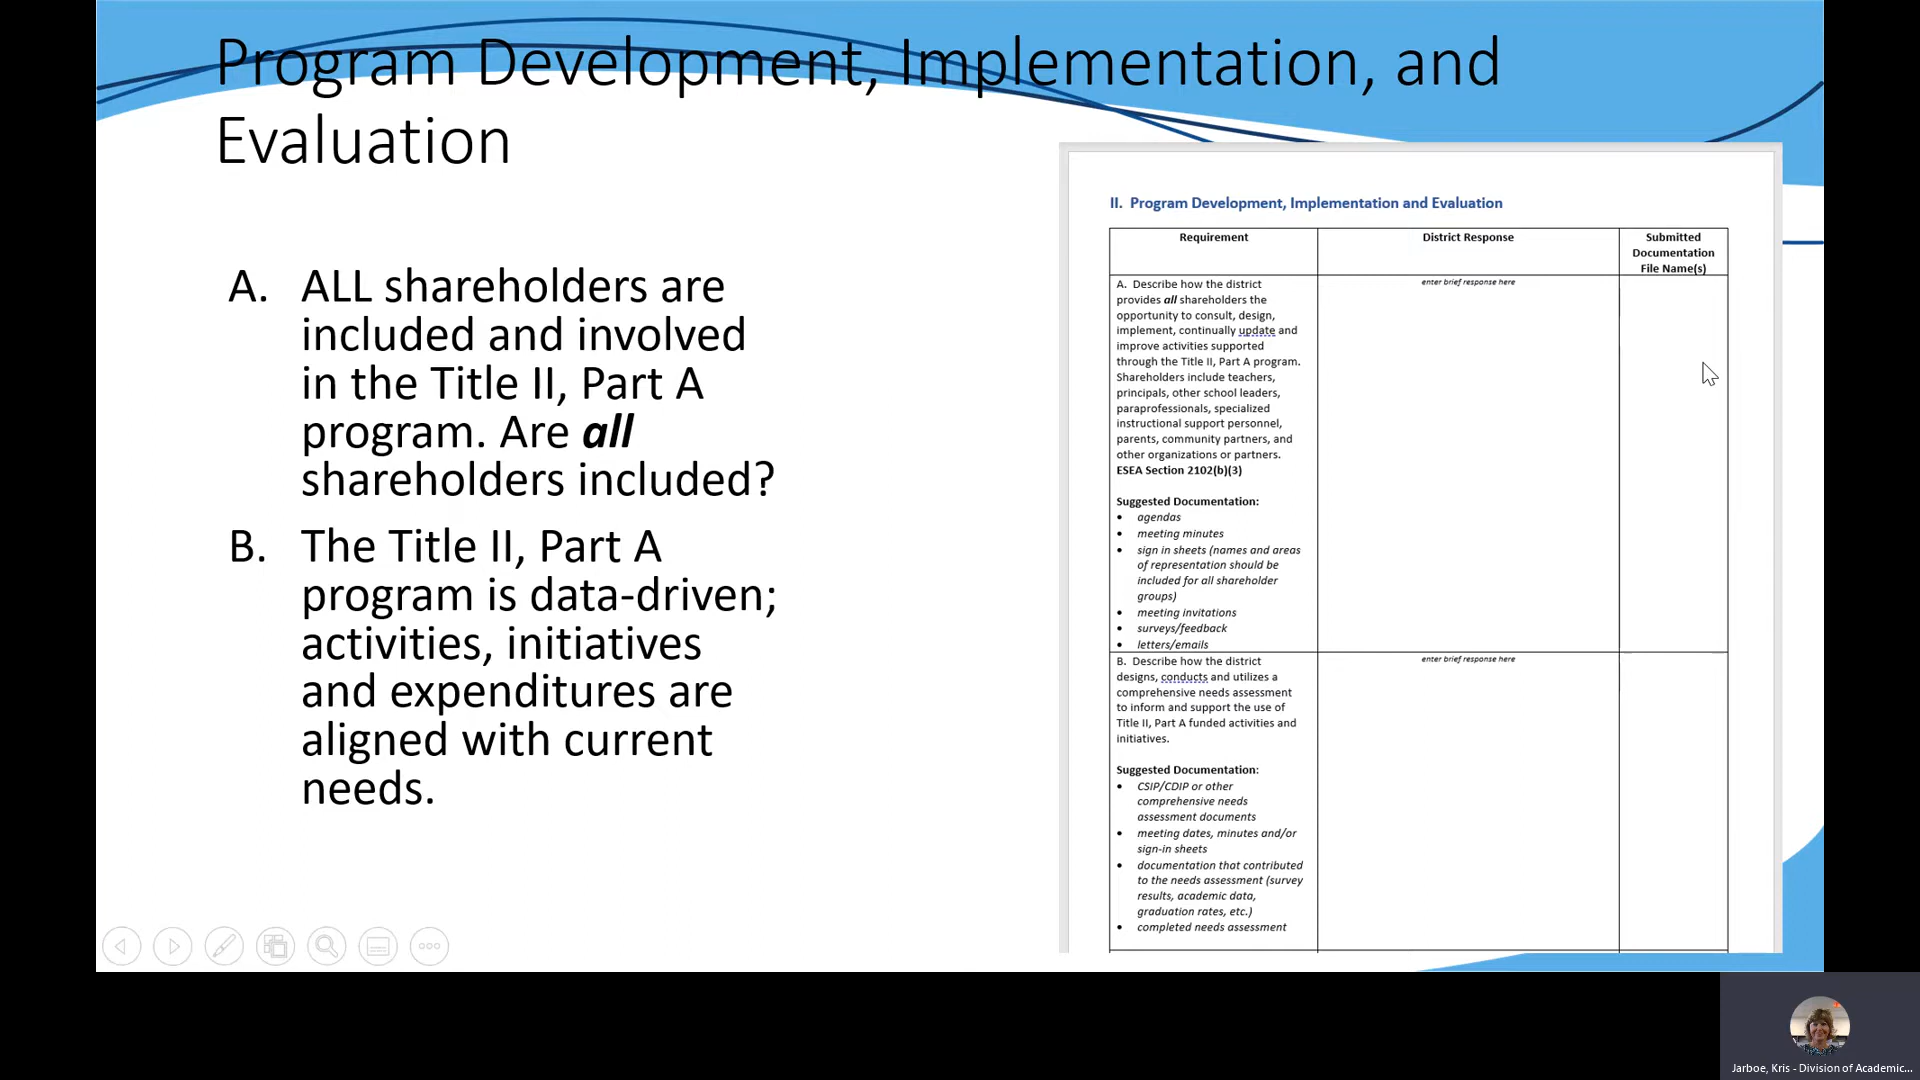 Program Development, Implementation, and
Evaluation
A. ALL shareholders are
included and involved
in the Title II, Part A
program. Are all
shareholders included?
B. The Title II, Part A
program is data-driven;
activities, initiatives
and expenditures are
aligned with current
needs.
II. Program Development, Implementation and Evaluation
Requirement
District Response
Submitted
Documentation
File Name(s)
A. Describe how the district
provides all shareholders the
opportunity to consult, design,
implement, continually update and
improve activities supported
through the Title II, Part A program.
Shareholders include teachers,
principals, other school leaders,
paraprofessionals, specialized
instructional support personnel,
parents, community partners, and
other organizations or partners.
ESEA Section 2102(b)(3)
Suggested Documentation:
• agendas
• meeting minutes
• sign in sheets (names and areas
of representation should be
included for all shareholder
groups)
• meeting invitations
• surveys/feedback
• letters/emails
enter brief response here
B. Describe how the district
designs, conducts and utilizes a
comprehensive needs assessment
to inform and support the use of
Title II, Part A funded activities and
initiatives.
Suggested Documentation:
• CSIP/CDIP or other
comprehensive needs
assessment documents
• meeting dates, minutes and/or
sign-in sheets
• documentation that contributed
to the needs assessment (survey
results, academic data,
graduation rates, etc.)
• completed needs assessment
enter brief response here
Jarboe, Kris - Division of Academic...